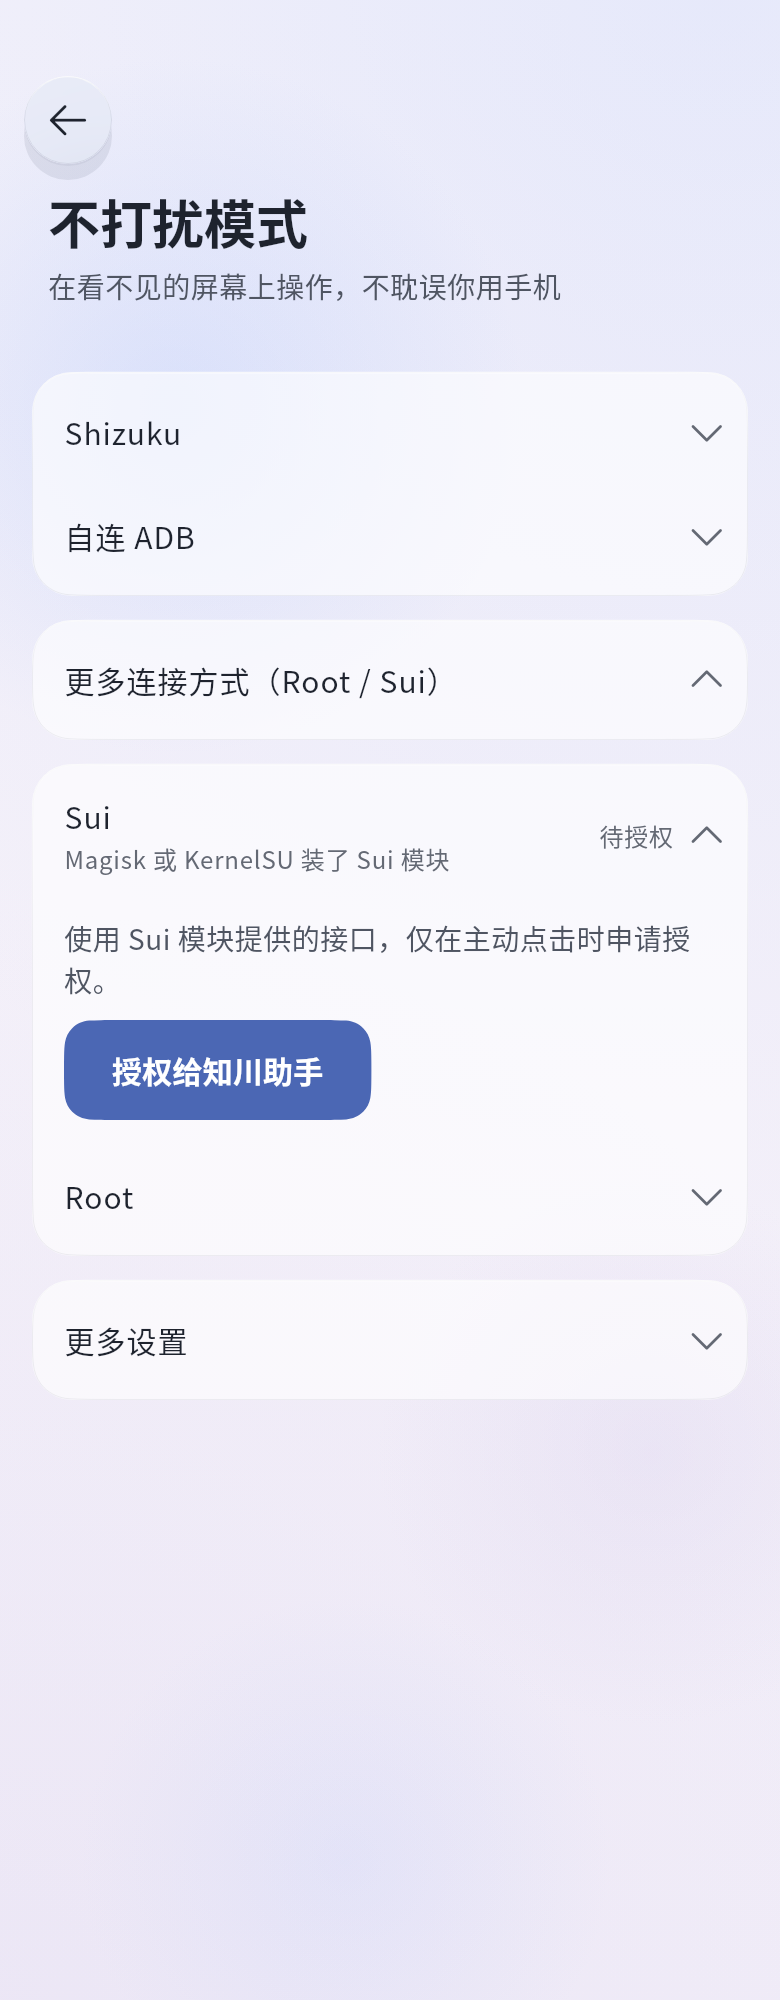 不打扰模式
在看不见的屏幕上操作，不耽误你用手机
Shizuku
自连 ADB
更多连接方式（Root / Sui）
Sui
待授权
Magisk 或 KernelSU 装了 Sui 模块
使用 Sui 模块提供的接口，仅在主动点击时申请授
权。
授权给知川助手
Root
更多设置